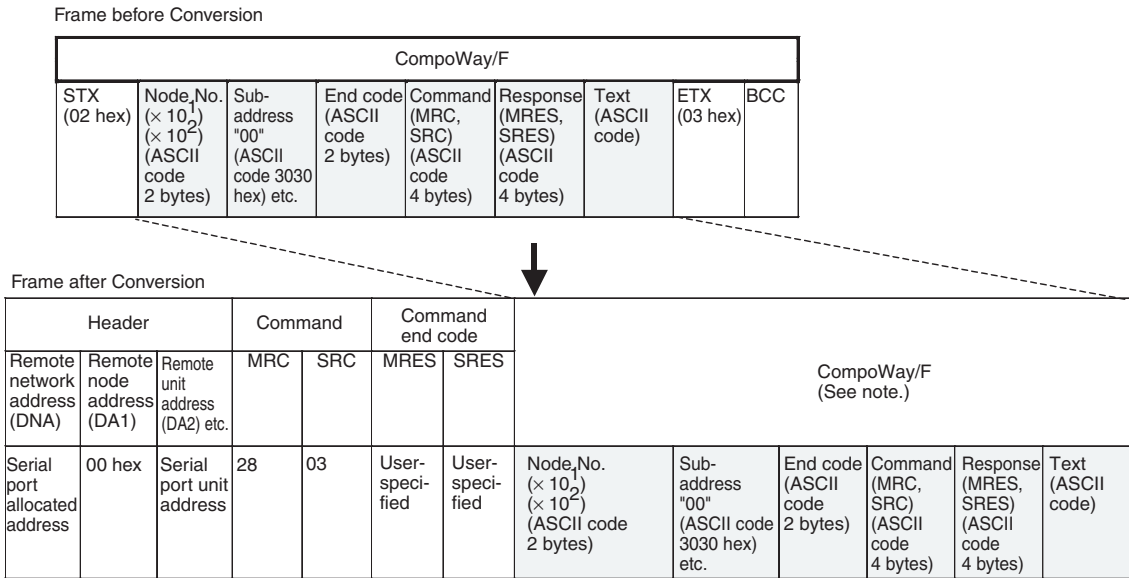 Frame before Conversion
CompoWay/F
STX
(02 hex)
Node No.
(× 10¹)
(× 10²)
(ASCII
code
2 bytes)
Sub-
address
"00"
(ASCII
code 3030
hex) etc.
End code
(ASCII
code
2 bytes)
Command
(MRC,
SRC)
(ASCII
code
4 bytes)
Response
(MRES,
SRES)
(ASCII
code
4 bytes)
Text
(ASCII
code)
ETX
(03 hex)
BCC
Frame after Conversion
Header
Command
Command
end code
CompoWay/F
(See note.)
Remote
network
address
(DNA)
Remote
node
address
(DA1)
Remote
unit
address
(DA2) etc.
MRC
SRC
MRES
SRES
Serial
port
allocated
address
00 hex
Serial
port unit
address
28
03
User-
speci-
fied
User-
speci-
fied
Node No.
(× 10¹)
(× 10²)
(ASCII code
2 bytes)
Sub-
address
"00"
(ASCII code
3030 hex)
etc.
End code
(ASCII
code
2 bytes)
Command
(MRC,
SRC)
(ASCII
code
4 bytes)
Response
(MRES,
SRES)
(ASCII
code
4 bytes)
Text
(ASCII
code)